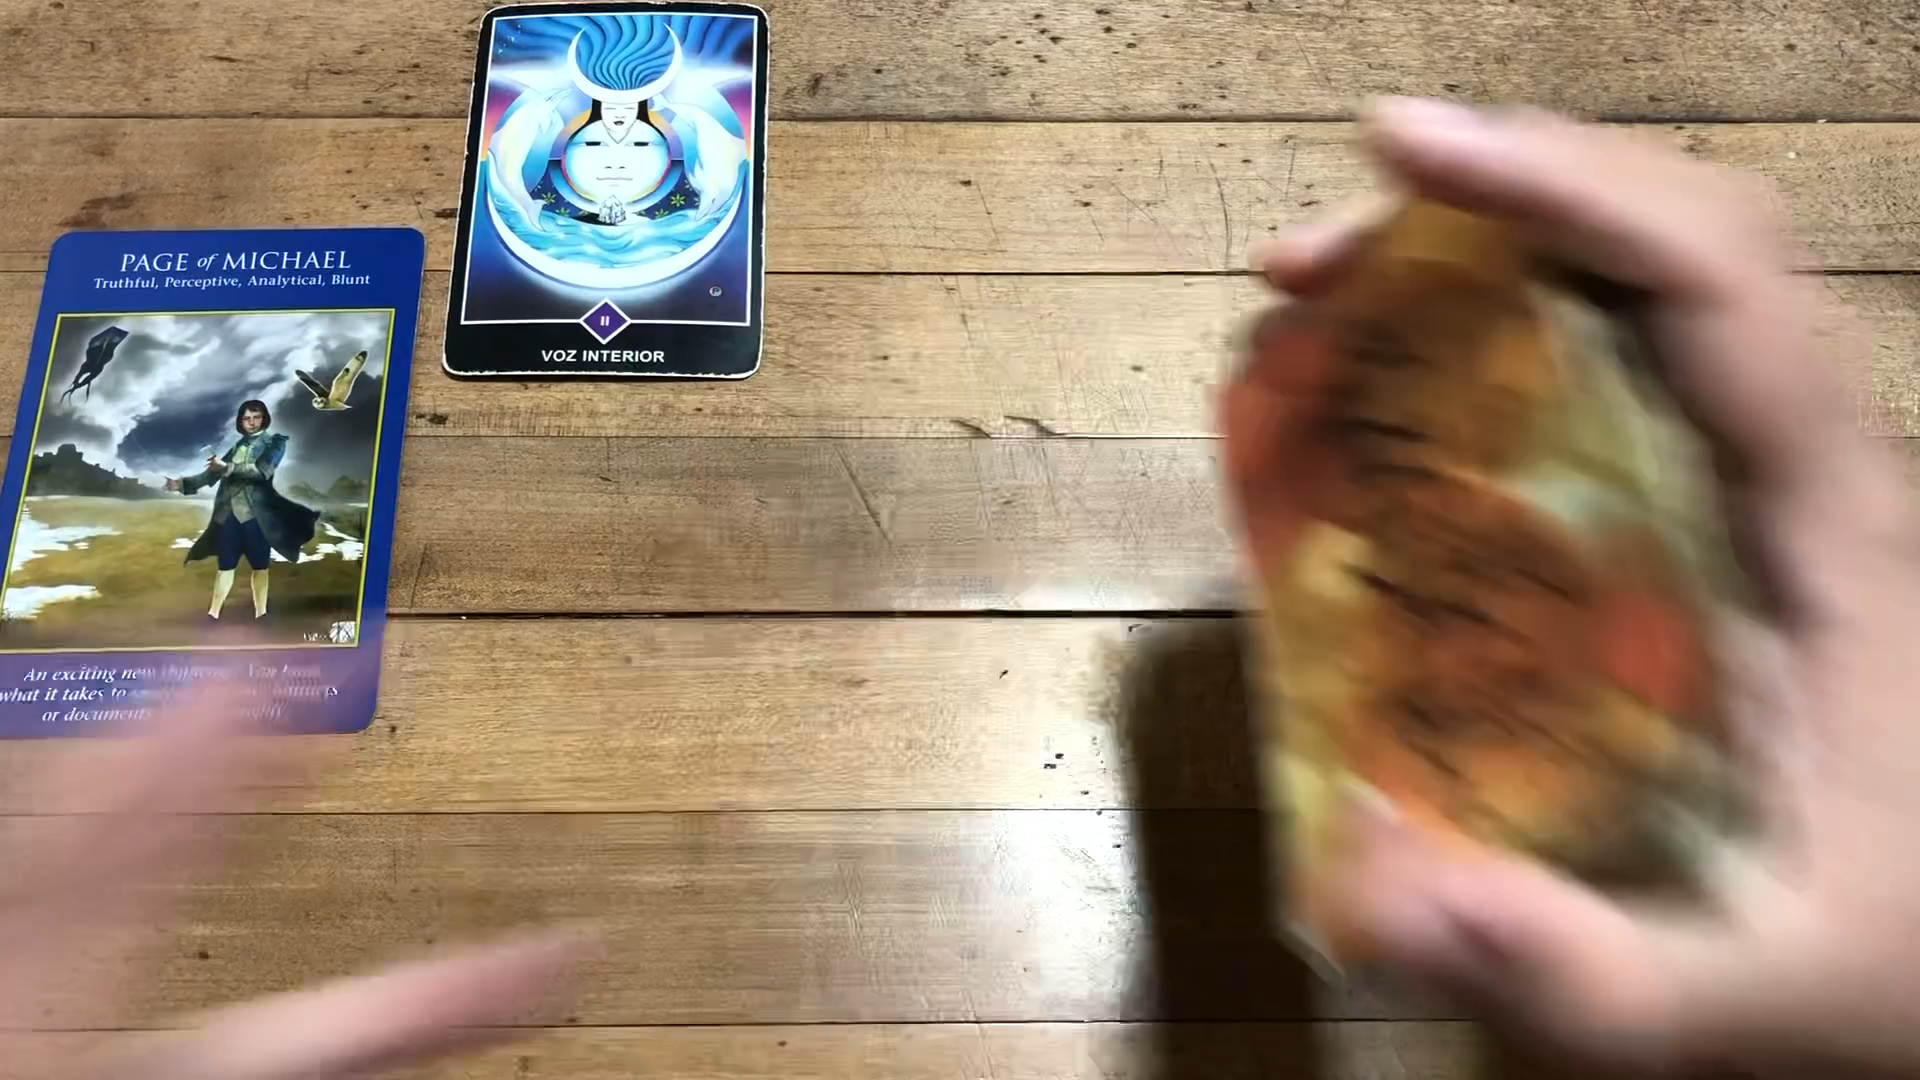 PAGE of MICHAEL
Truthful, Perceptive, Analytical, Blunt
An exciting new
what it takes to
or documents
II
VOZ INTERIOR